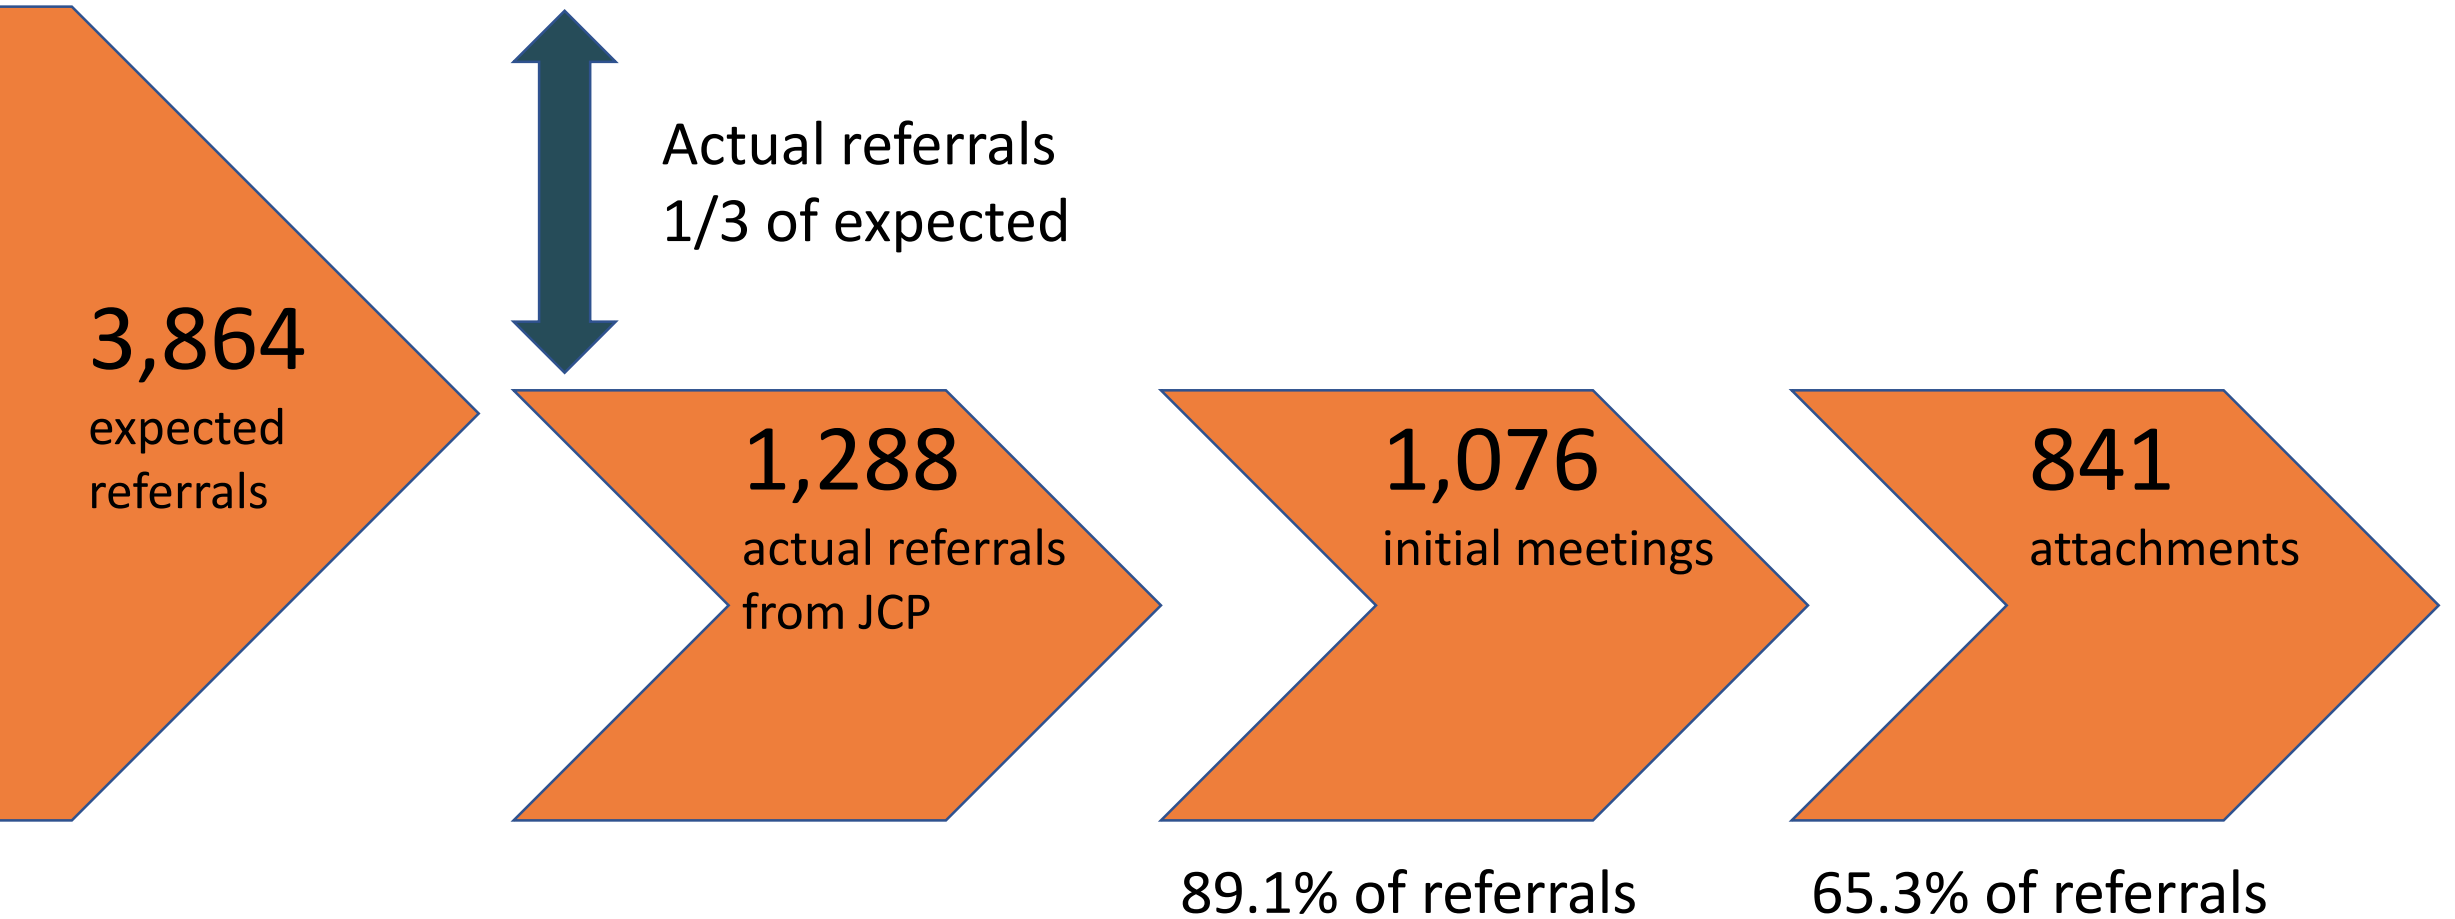 3,864
expected
referrals
Actual referrals
1/3 of expected
1,288
actual referrals
from JCP
1,076
initial meetings
89.1% of referrals
841
attachments
65.3% of referrals